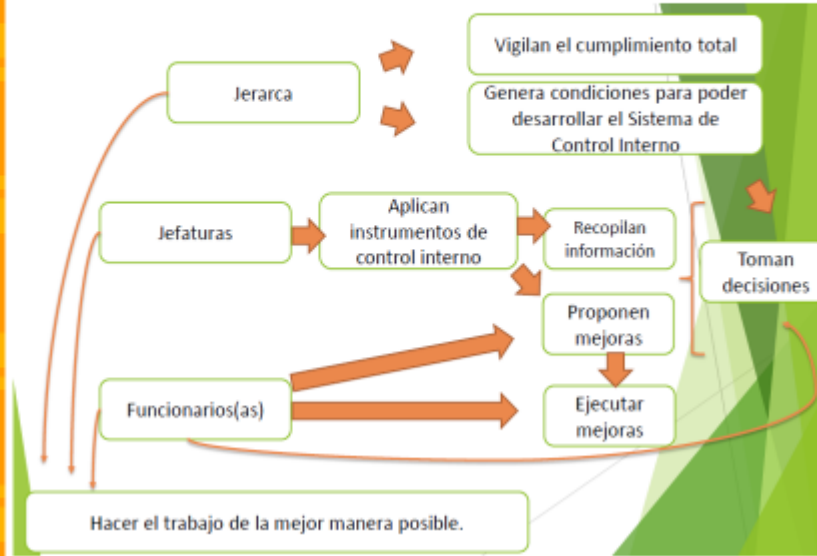 Vigilan el cumplimiento total
Jerarca
Genera condiciones para poder
desarrollar el Sistema de
Control Interno
Jefaturas
Aplican
instrumentos de
control interno
Recopilan
información
Toman
decisiones
Proponen
mejoras
Funcionarios(as)
Ejecutar
mejoras
Hacer el trabajo de la mejor manera posible.